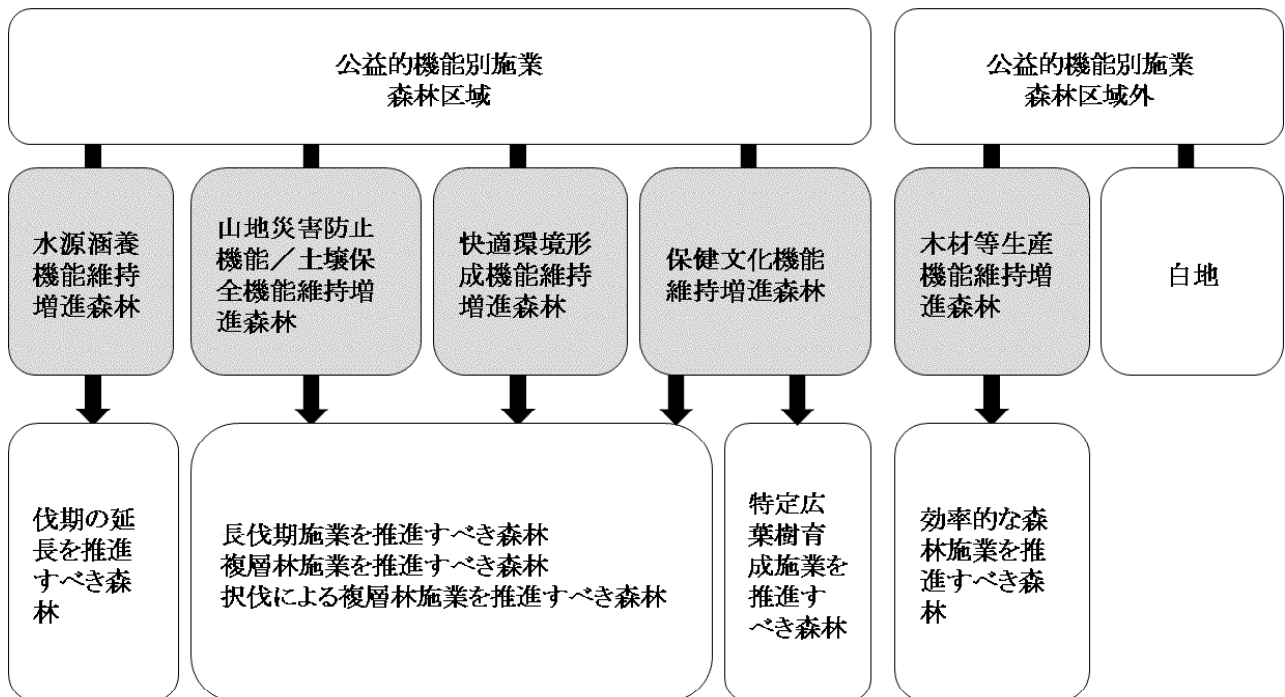 公益的機能別施業
森林区域
公益的機能別施業
森林区域外
水源涵養
機能維持
増進森林
山地災害防止
機能／土壌保
全機能維持増
進森林
快適環境形
成機能維持
増進森林
保健文化機能
維持増進森林
木材等生産
機能維持増
進森林
白地
伐期の延
長を推進
すべき森
林
長伐期施業を推進すべき森林
複層林施業を推進すべき森林
択伐による複層林施業を推進すべき森林
特定広
葉樹育
成施業を
推進す
べき森林
効率的な森
林施業を推
進すべき森
林